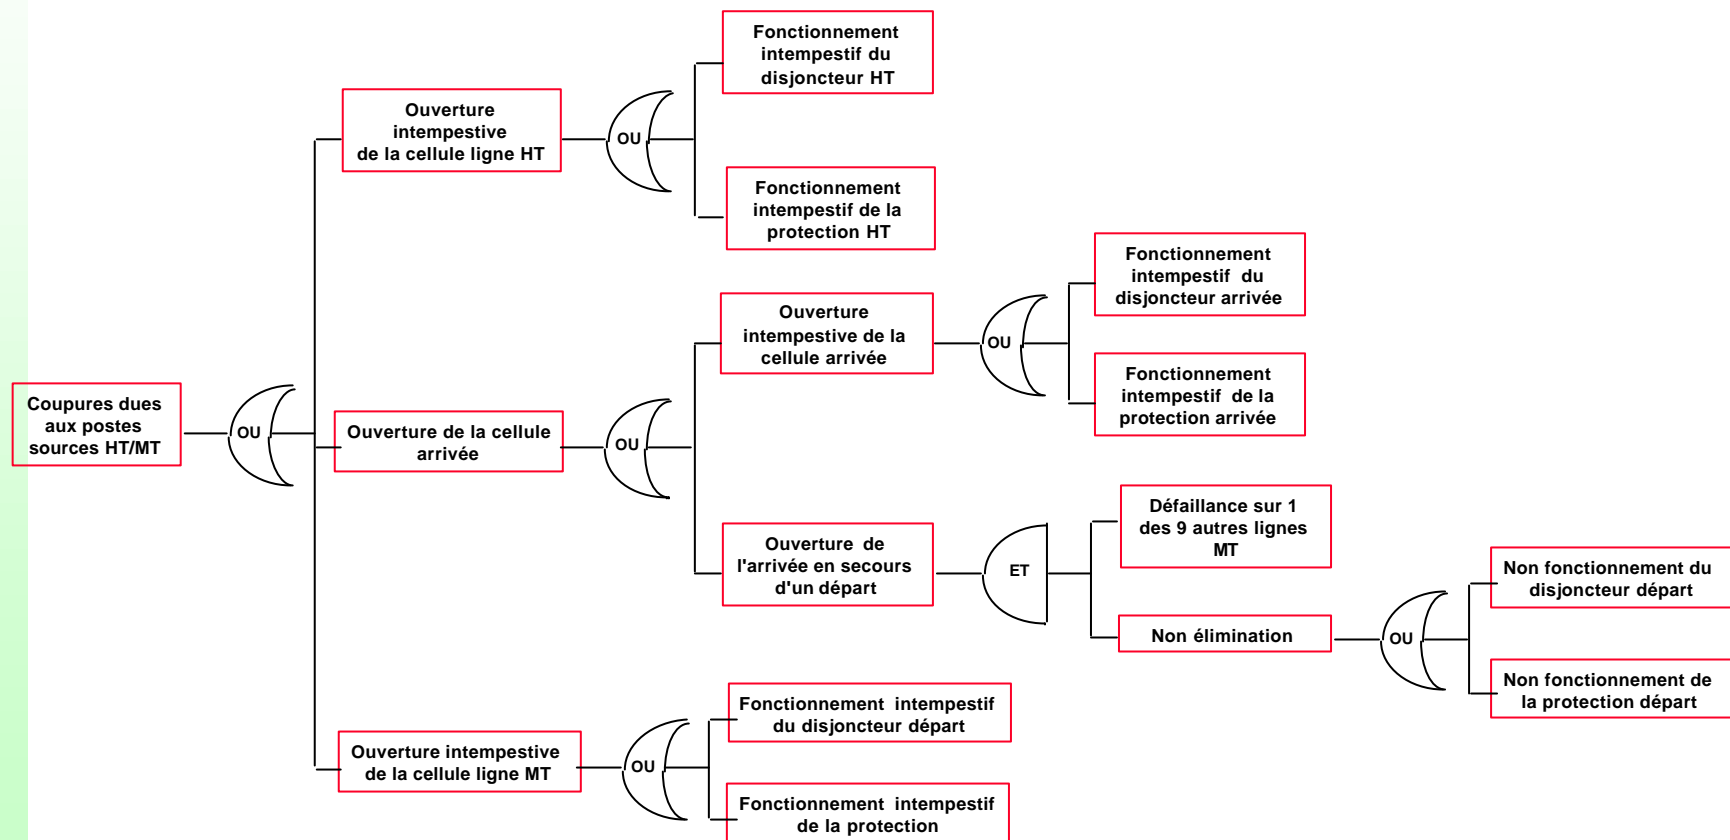 Fonctionnement
intempestif du
disjoncteur HT
Ouverture
intempestive
de la cellule ligne HT
OU
Fonctionnement
intempestif de la
protection HT
Fonctionnement
intempestif du
disjoncteur arrivée
Ouverture
intempestive de la
cellule arrivée
OU
Fonctionnement
intempestif de la
protection arrivée
Coupures dues
aux postes
sources HT/MT
OU
Ouverture de la cellule
arrivée
OU
Défaillance sur 1
des 9 autres lignes
MT
Ouverture de
l'arrivée en secours
d'un départ
ET
Non élimination
OU
Non fonctionnement du
disjoncteur départ
Non fonctionnement de
la protection départ
Fonctionnement intempestif
du disjoncteur départ
Ouverture intempestive
de la cellule ligne MT
OU
Fonctionnement intempestif
de la protection